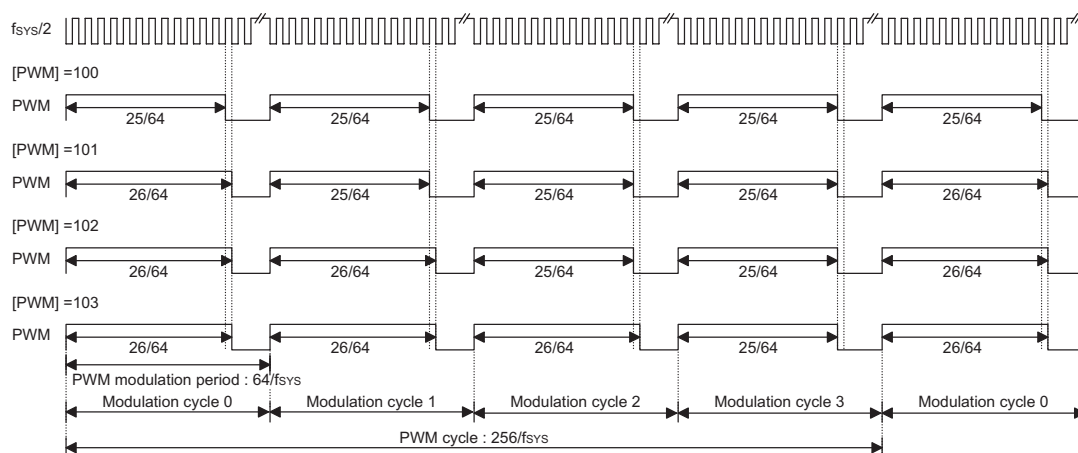 fSYS/2
[PWM] =100
PWM
25/64 25/64 25/64 25/64 25/64
[PWM] =101
PWM
26/64 25/64 25/64 25/64 26/64
[PWM] =102
PWM
26/64 26/64 25/64 25/64 26/64
[PWM] =103
PWM
26/64 26/64 26/64 25/64 26/64
PWM modulation period : 64/fSYS
Modulation cycle 0 Modulation cycle 1 Modulation cycle 2 Modulation cycle 3 Modulation cycle 0
PWM cycle : 256/fSYS